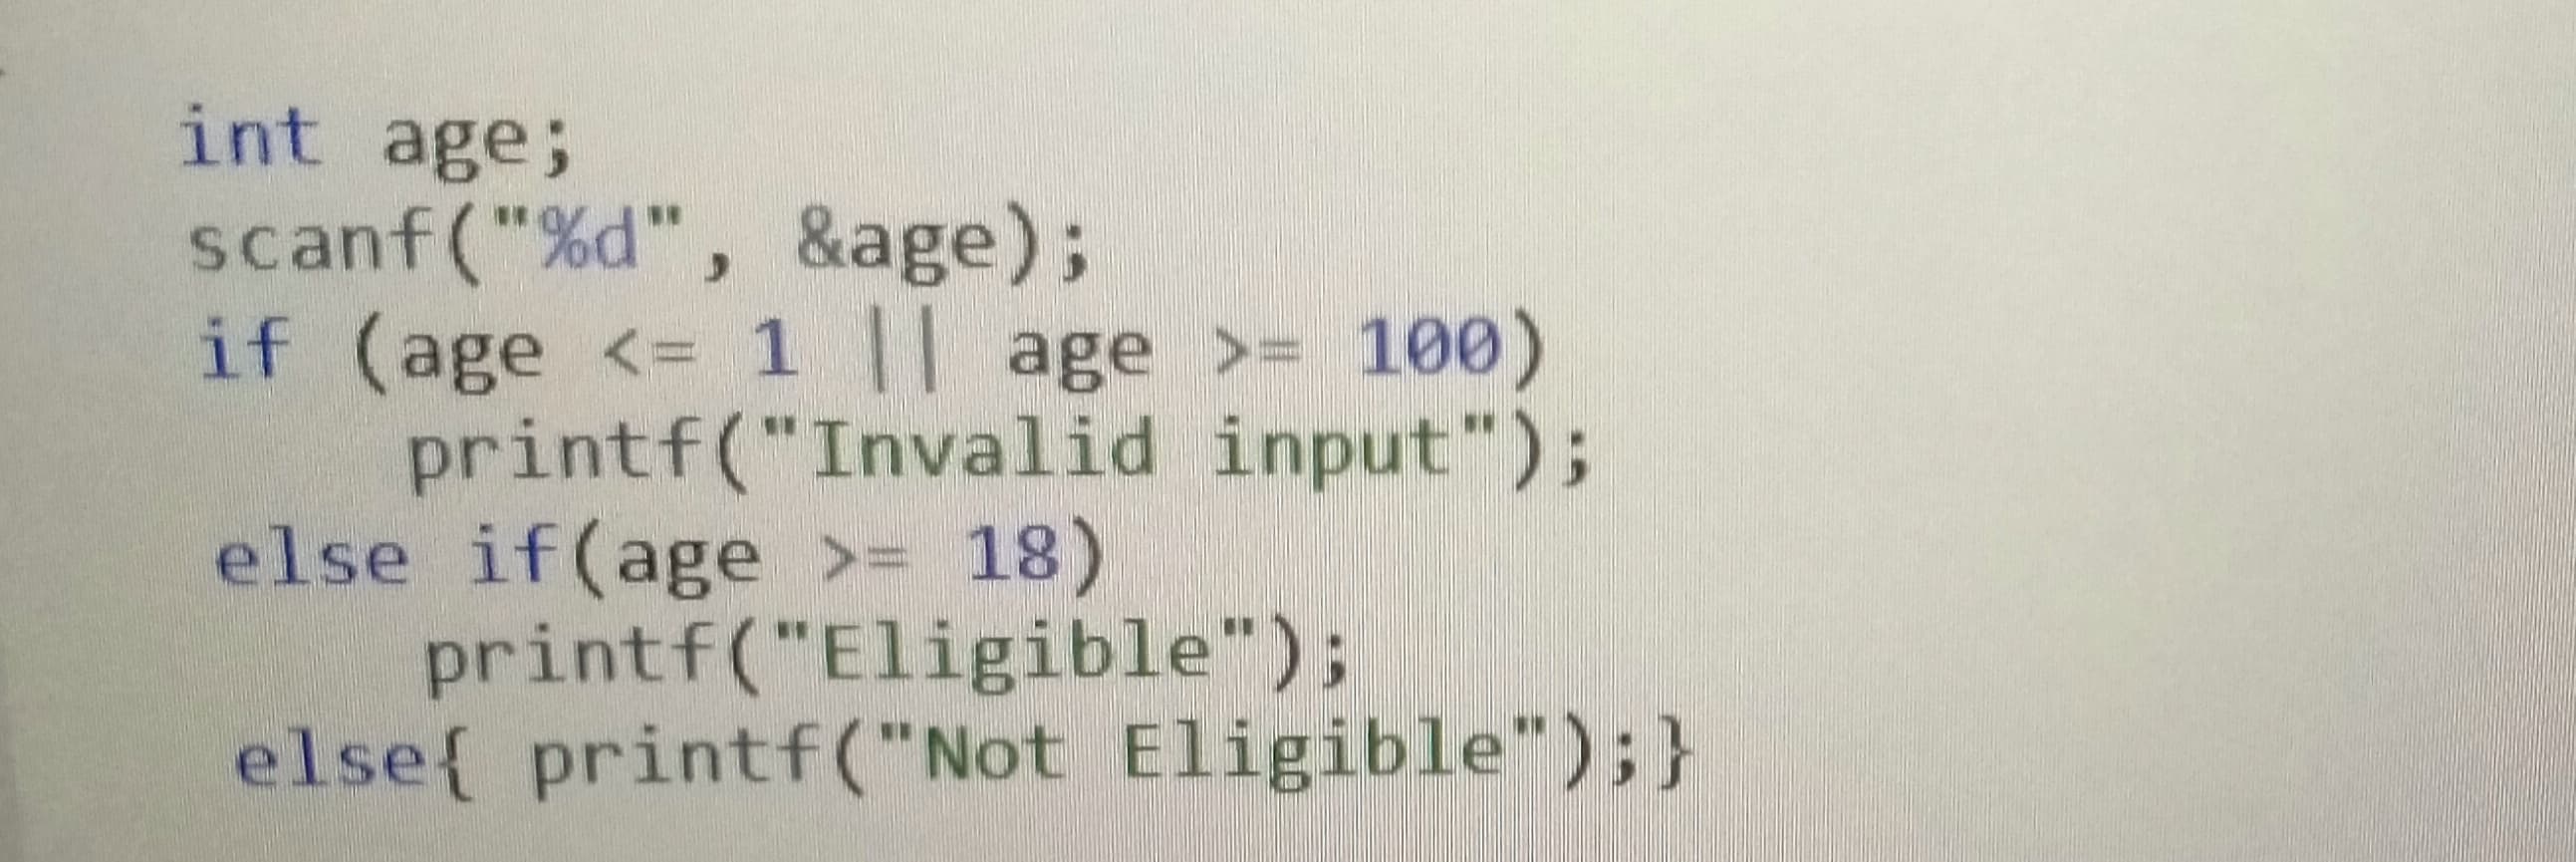 int age;
scanf("%d", &age);
if (age <= 1 || age >= 100)
printf("Invalid input");
else if(age >= 18)
printf("Eligible");
else{ printf("Not Eligible");}